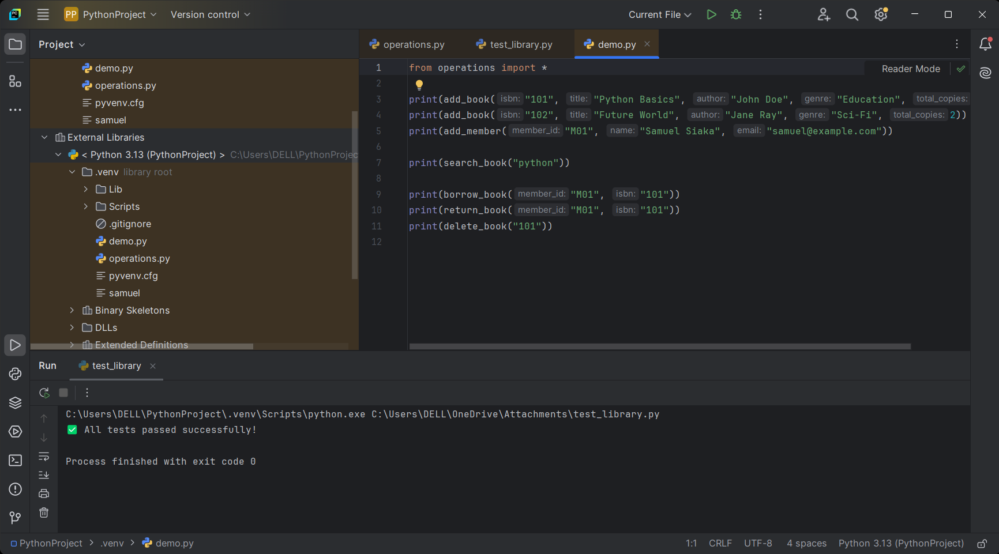 PP PythonProject Version control Current File
Project
operations.py test_library.py demo.py
demo.py
operations.py
pyvenv.cfg
samuel
External Libraries
< Python 3.13 (PythonProject) > C:\Users\DELL\PythonProjec
.venv library root
Lib
Scripts
.gitignore
demo.py
operations.py
pyvenv.cfg
samuel
Binary Skeletons
DLLs
Extended Definitions
Reader Mode
1 from operations import *
2
3 print(add_book( isbn: "101", title: "Python Basics", author: "John Doe", genre: "Education", total_copies:
4 print(add_book( isbn: "102", title: "Future World", author: "Jane Ray", genre: "Sci-Fi", total_copies: 2))
5 print(add_member( member_id: "M01", name: "Samuel Siaka", email: "samuel@example.com"))
6
7 print(search_book("python"))
8
9 print(borrow_book( member_id: "M01", isbn: "101"))
10 print(return_book( member_id: "M01", isbn: "101"))
11 print(delete_book("101"))
12
Run test_library
C:\Users\DELL\PythonProject\.venv\Scripts\python.exe C:\Users\DELL\OneDrive\Attachments\test_library.py
✅ All tests passed successfully!
Process finished with exit code 0
PythonProject > .venv > demo.py 1:1 CRLF UTF-8 4 spaces Python 3.13 (PythonProject)